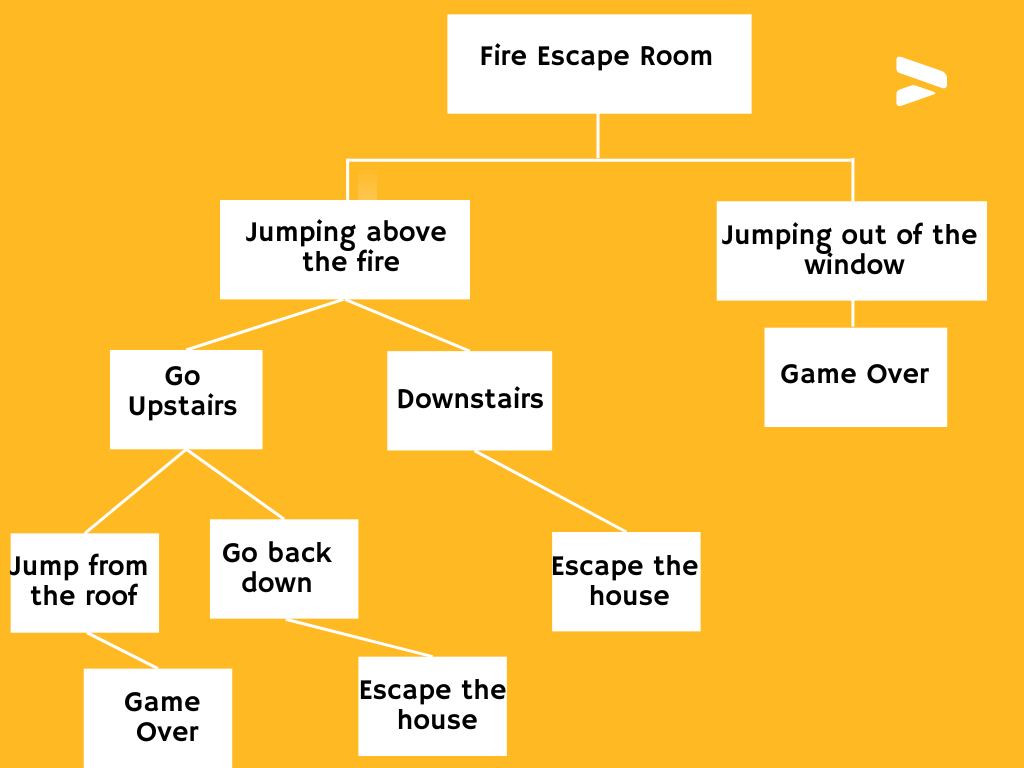 Fire Escape Room
Jumping above
the fire
Jumping out of the
window
Go
Upstairs
Downstairs
Game Over
Jump from
the roof
Go back
down
Escape the
house
Game
Over
Escape the
house